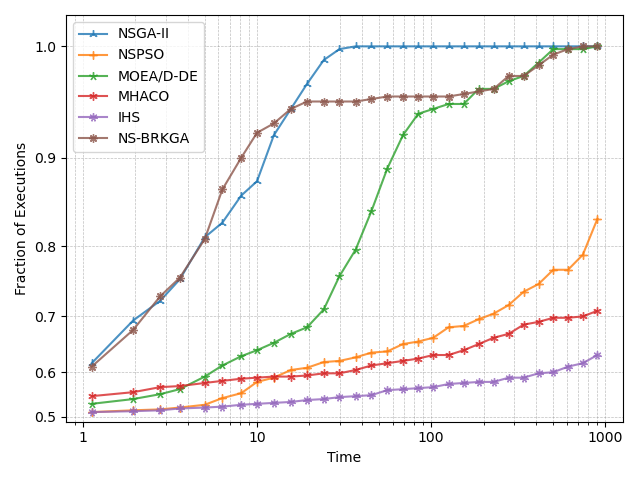 NSGA-II
NSPSO
MOEA/D-DE
MHACO
IHS
NS-BRKGA
Fraction of Executions
1.0
0.9
0.8
0.7
0.6
0.5
1
10
100
1000
Time